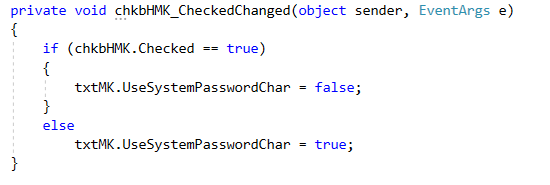 private void chkbHMK_CheckedChanged(object sender, EventArgs e)
{
    if (chkbHMK.Checked == true)
    {
        txtMK.UseSystemPasswordChar = false;
    }
    else
        txtMK.UseSystemPasswordChar = true;
}